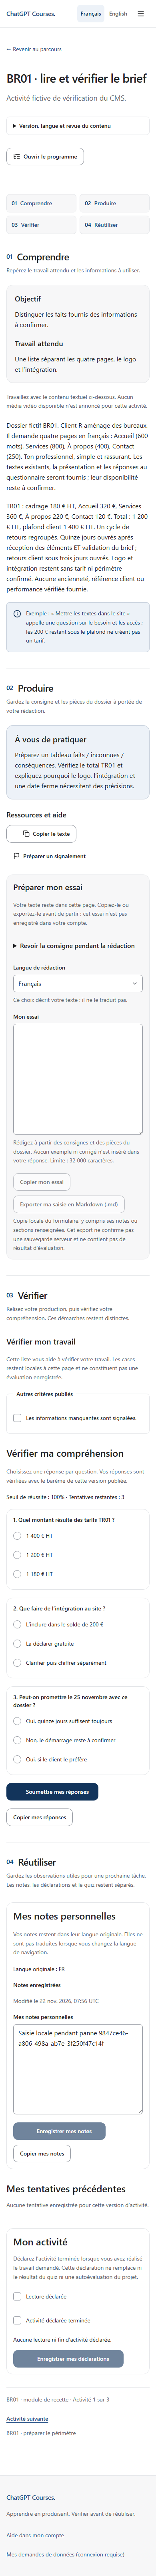 ChatGPT Courses.
Français
English
← Revenir au parcours
BR01 · lire et vérifier le brief
Activité fictive de vérification du CMS.
Version, langue et revue du contenu
Ouvrir le programme
01 Comprendre
02 Produire
03 Vérifier
04 Réutiliser
01 Comprendre
Repérez le travail attendu et les informations à utiliser.
Objectif
Distinguer les faits fournis des informations
à confirmer.
Travail attendu
Une liste séparant les quatre pages, le logo
et l'intégration.
Travaillez avec le contenu textuel ci-dessous. Aucun
média vidéo disponible n'est annoncé pour cette activité.
Dossier fictif BR01. Client R aménage des bureaux.
Il demande quatre pages en français : Accueil (600
mots), Services (800), À propos (400), Contact
(250). Ton professionnel, simple et rassurant. Les
textes existants, la présentation et les réponses au
questionnaire seront fournis ; leur disponibilité
reste à confirmer.
TR01 : cadrage 180 € HT, Accueil 320 €, Services
360 €, À propos 220 €, Contact 120 €. Total : 1 200
€ HT, plafond client 1 400 € HT. Un cycle de
retours regroupés. Quinze jours ouvrés après
réception des éléments ET validation du brief ;
client relit sous trois jours ouvrés. Logo et
intégration restent sans tarif ni périmètre
confirmé. Aucune ancienneté, référence client ou
performance vérifiée fournie.
Exemple : « Mettre les textes dans le site »
appelle une question sur le besoin et les accès ;
les 200 € restant sous le plafond ne créent pas
un tarif.
02 Produire
Gardez la consigne et les pièces du dossier à portée de
votre rédaction.
À vous de pratiquer
Préparez un tableau faits / inconnues /
conséquences. Vérifiez le total TR01 et
expliquez pourquoi le logo, l'intégration et
une date ferme nécessitent des précisions.
Ressources et aide
Copier le texte
Préparer un signalement
Préparer mon essai
Votre texte reste dans cette page. Copiez-le ou
exportez-le avant de partir : cet essai n'est pas
enregistré dans votre compte.
Revoir la consigne pendant la rédaction
Langue de rédaction
Français
Ce choix décrit votre texte : il ne le traduit pas.
Mon essai
Rédigez à partir des consignes et des pièces du
dossier. Aucun exemple ni corrigé n'est inséré dans
votre réponse. Limite : 32 000 caractères.
Copier mon essai
Exporter ma saisie en Markdown (.md)
Copie locale du formulaire, y compris ses notes ou
sections renseignées. Cet export ne confirme pas
une sauvegarde serveur et ne contient pas de
résultat d'évaluation.
03 Vérifier
Relisez votre production, puis vérifiez votre
compréhension. Ces démarches restent distinctes.
Vérifier mon travail
Cette liste vous aide à vérifier votre travail. Les cases
restent locales à cette page et ne constituent pas une
évaluation enregistrée.
Autres critères publiés
Les informations manquantes sont signalées.
Vérifier ma compréhension
Choisissez une réponse par question. Vos réponses sont
vérifiées avec le barème de cette version publiée.
Seuil de réussite : 100% · Tentatives restantes : 3
1. Quel montant résulte des tarifs TR01 ?
1 400 € HT
1 200 € HT
1 180 € HT
2. Que faire de l'intégration au site ?
L'inclure dans le solde de 200 €
La déclarer gratuite
Clarifier puis chiffrer séparément
3. Peut-on promettre le 25 novembre avec ce
dossier ?
Oui, quinze jours suffisent toujours
Non, le démarrage reste à confirmer
Oui, si le client le préfère
Soumettre mes réponses
Copier mes réponses
04 Réutiliser
Gardez les observations utiles pour une prochaine tâche.
Les notes, les déclarations et le quiz restent séparés.
Mes notes personnelles
Vos notes restent dans leur langue originale. Elles ne
sont pas traduites lorsque vous changez la langue
de navigation.
Langue originale : FR
Notes enregistrées
Modifié le 22 nov. 2026, 07:56 UTC
Mes notes personnelles
Saisie locale pendant panne 9847ce46-
a806-498a-ab7e-3f250f47c14f
Enregistrer mes notes
Copier mes notes
Mes tentatives précédentes
Aucune tentative enregistrée pour cette version d'activité.
Mon activité
Déclarez l'activité terminée lorsque vous avez réalisé
le travail demandé. Cette déclaration ne remplace ni
le résultat du quiz ni une autoévaluation du projet.
Lecture déclarée
Activité déclarée terminée
Aucune lecture ni fin d'activité déclarée.
Enregistrer mes déclarations
BR01 · module de recette · Activité 1 sur 3
Activité suivante
BR01 · préparer le périmètre
ChatGPT Courses.
Apprendre en produisant. Vérifier avant de réutiliser.
Aide dans mon compte
Mes demandes de données (connexion requise)